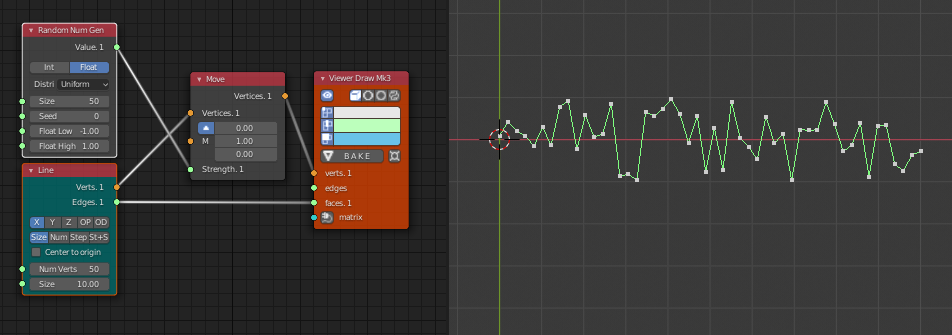 Random Num Gen
Value. 1
Int Float
Distri Uniform
Size 50
Seed 0
Float Low -1.00
Float High 1.00
Line
Verts. 1
Edges. 1
X Y Z OP OD
Size Num Step St+S
Center to origin
Num Verts 50
Size 10.00
Move
Vertices. 1
Vertices. 1
0.00
M 1.00
0.00
Strength. 1
Viewer Draw Mk3
BAKE
verts. 1
edges
faces. 1
matrix